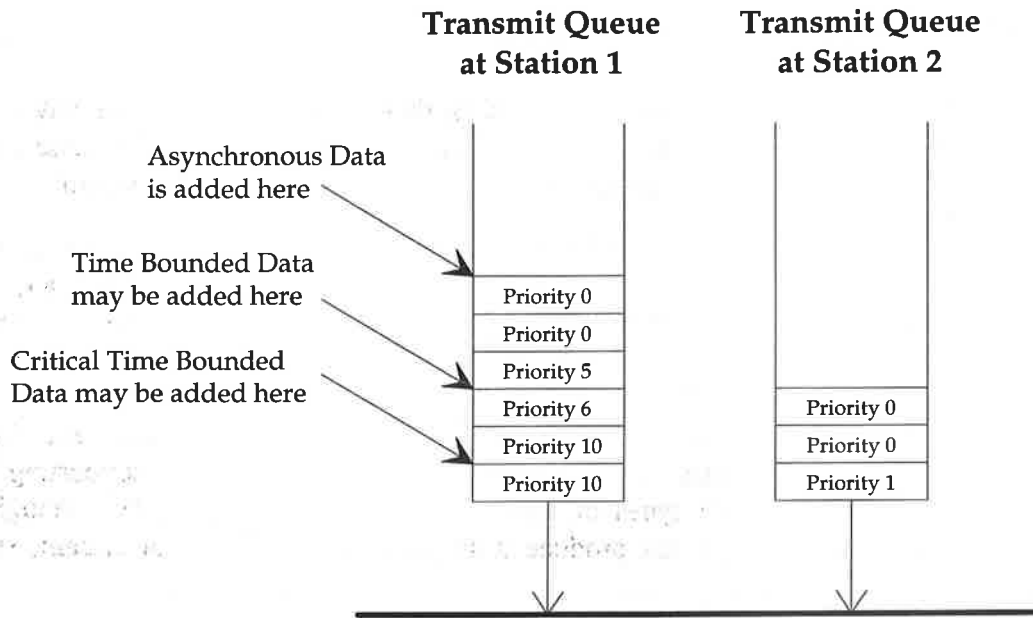 Transmit Queue
at Station 1
Transmit Queue
at Station 2
Asynchronous Data
is added here
Time Bounded Data
may be added here
Critical Time Bounded
Data may be added here
Priority 0
Priority 0
Priority 5
Priority 6
Priority 10
Priority 10
Priority 0
Priority 0
Priority 1